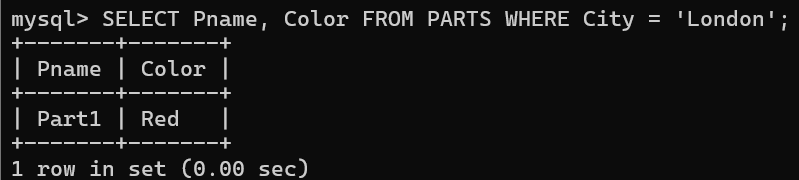 mysql> SELECT Pname, Color FROM PARTS WHERE City = 'London';
+-------+-------+
| Pname | Color |
+-------+-------+
| Part1 | Red   |
+-------+-------+
1 row in set (0.00 sec)